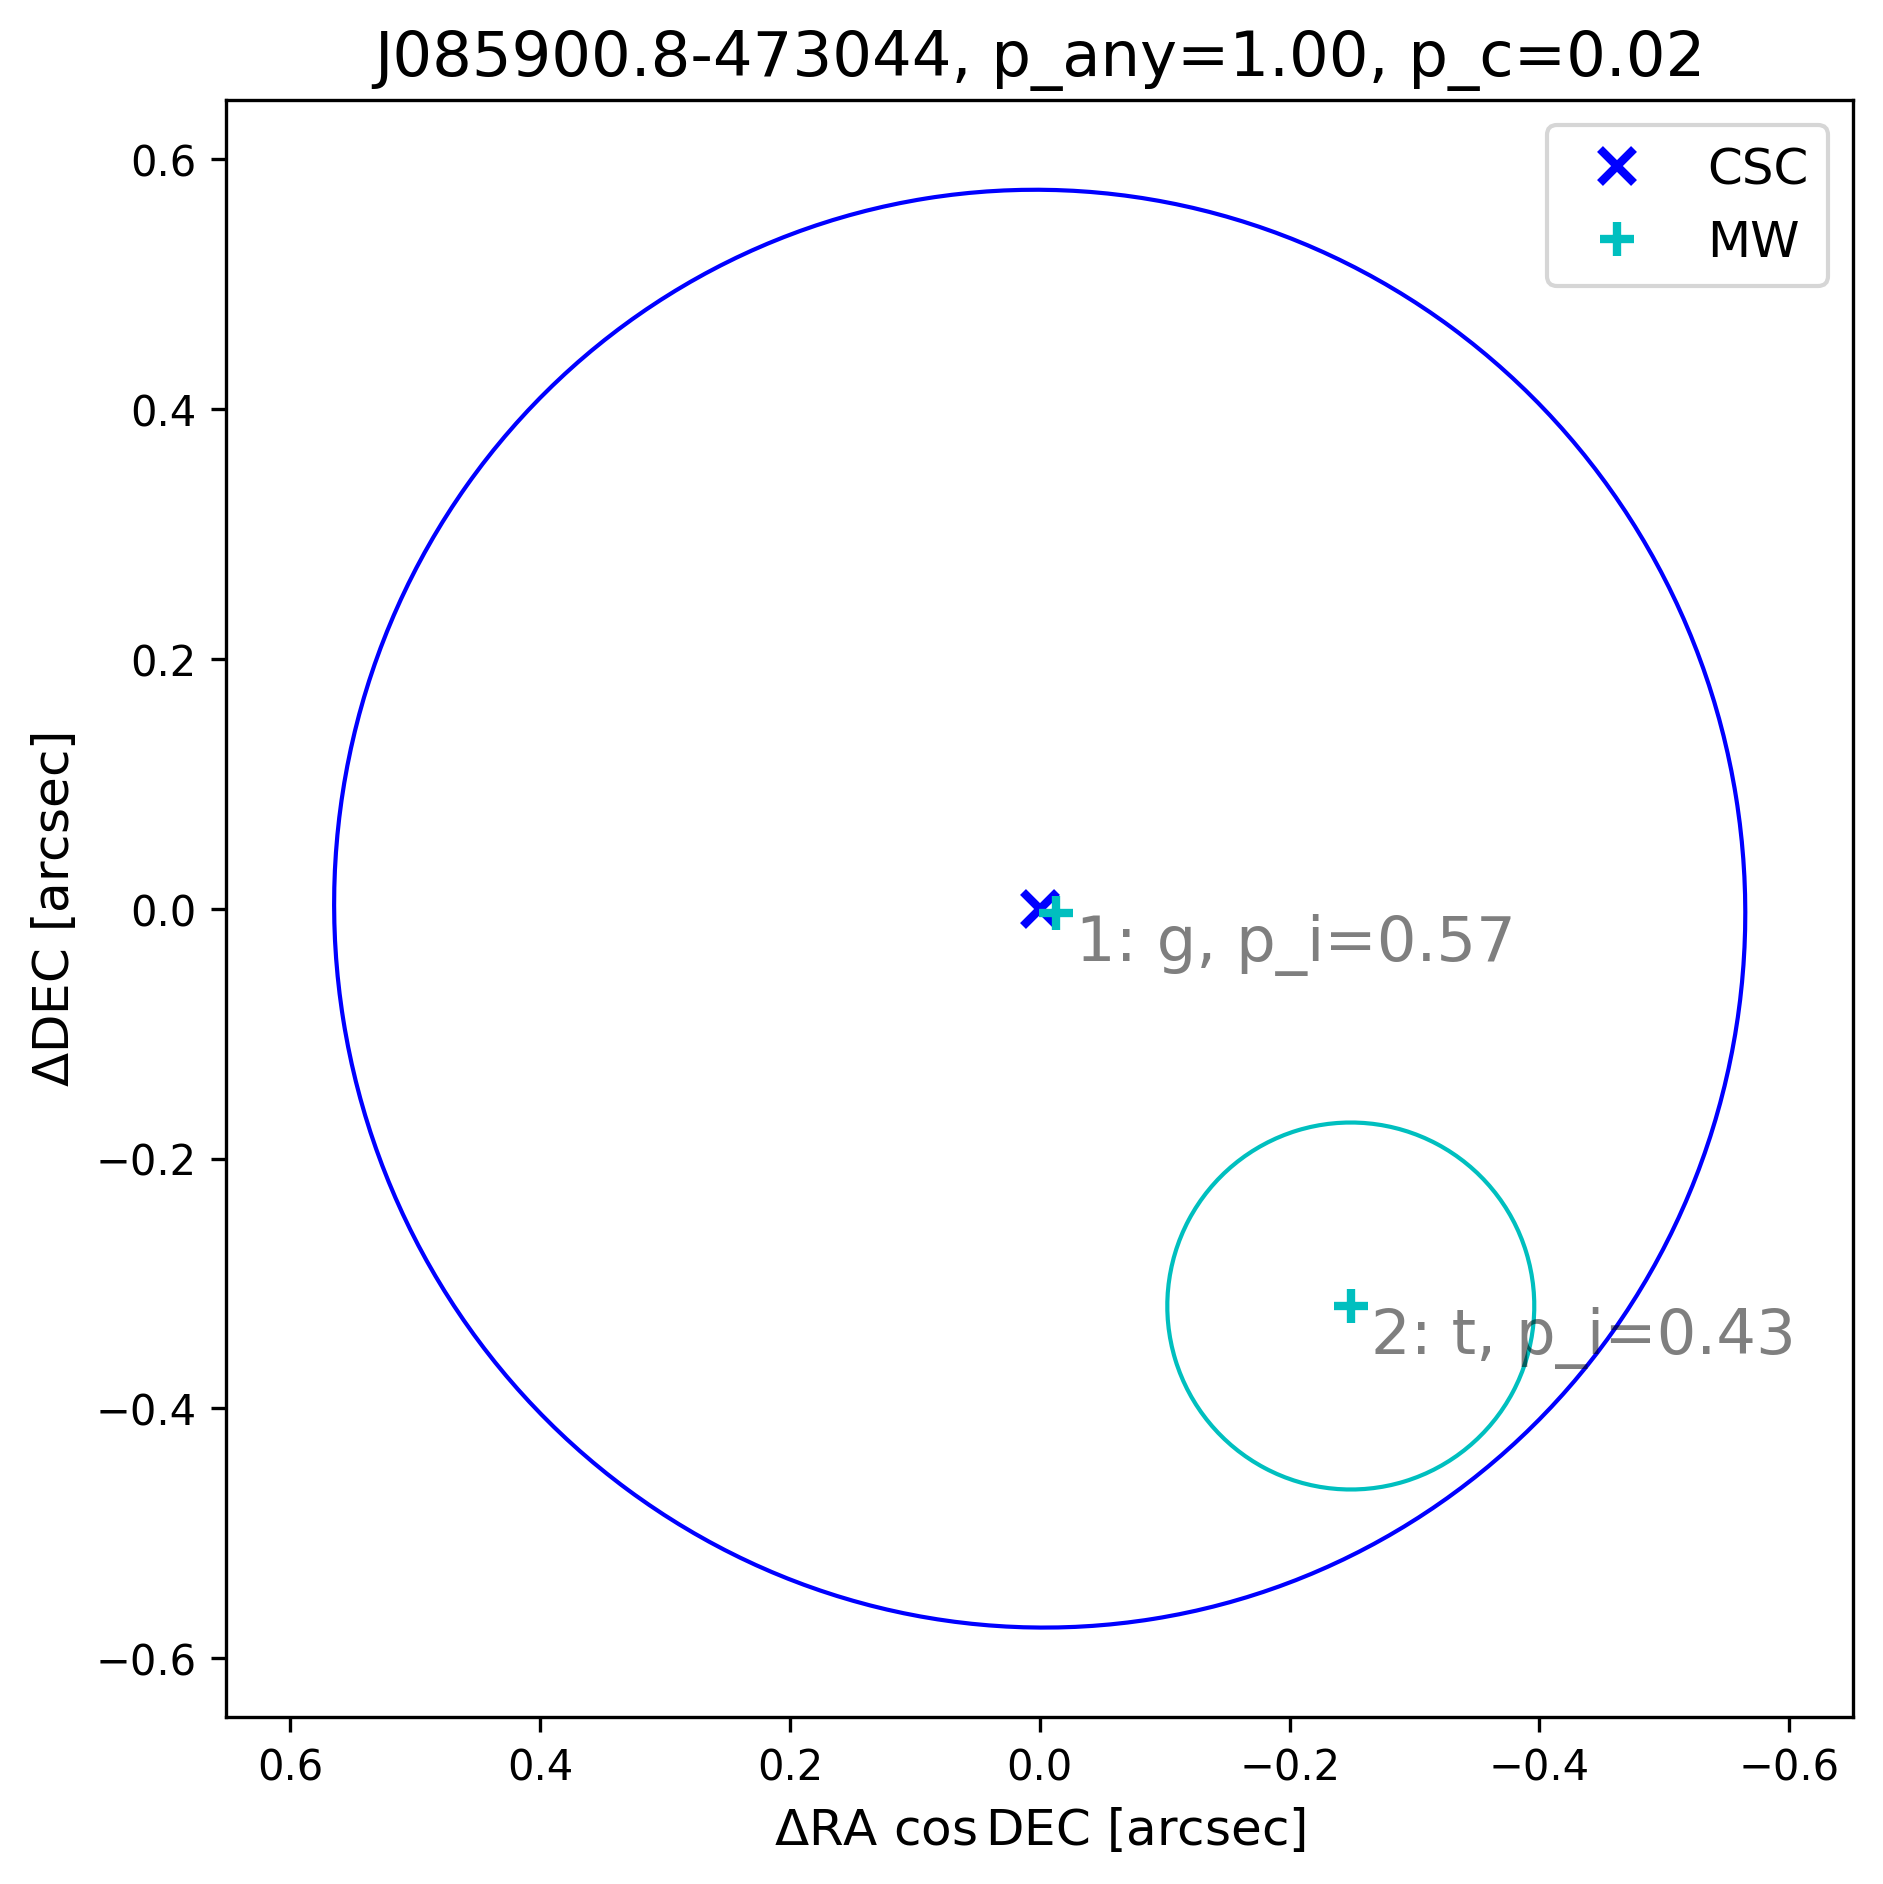 J085900.8-473044, p_any=1.00, p_c=0.02
CSC
MW
0.6
0.4
0.2
0.0
−0.2
−0.4
−0.6
ΔDEC [arcsec]
1: g, p_i=0.57
2: t, p_i=0.43
0.6 0.4 0.2 0.0 −0.2 −0.4 −0.6
ΔRA cos DEC [arcsec]